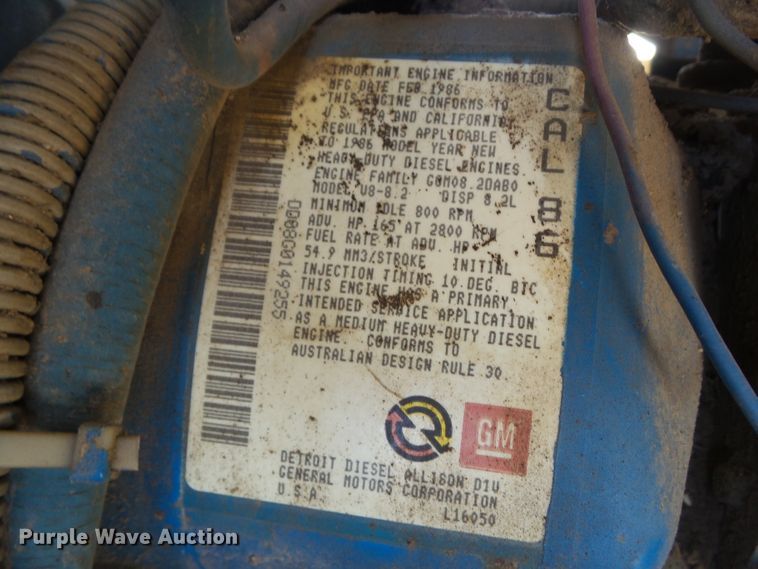 IMPORTANT ENGINE INFORMATION
MFG DATE FEB 1986
THIS ENGINE CONFORMS TO
U.S. EPA AND CALIFORNIA
REGULATIONS APPLICABLE
TO 1986 MODEL YEAR NEW
HEAVY-DUTY DIESEL ENGINES.
ENGINE FAMILY GGM08.2DAB0
MODEL V8-8.2 DISP 8.2L
MINIMUM IDLE 800 RPM
ADV. HP 165 AT 2800 RPM
FUEL RATE AT ADV. HP
54.9 MM3/STROKE INITIAL
INJECTION TIMING 10 DEG. BTC
THIS ENGINE HAS A PRIMARY
INTENDED SERVICE APPLICATION
AS A MEDIUM HEAVY-DUTY DIESEL
ENGINE. CONFORMS TO
AUSTRALIAN DESIGN RULE 30.
CAL 86
DD08G0149255
GM
DETROIT DIESEL ALLISON DIV
GENERAL MOTORS CORPORATION
U.S.A.
L16050
Purple Wave Auction